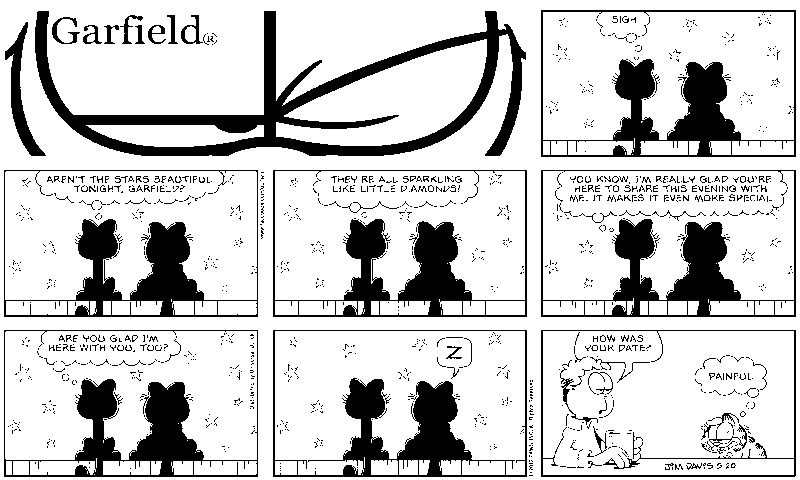 Garfield®
SIGH
AREN'T THE STARS BEAUTIFUL
TONIGHT, GARFIELD?
THEY'RE ALL SPARKLING
LIKE LITTLE DIAMONDS!
YOU KNOW, I'M REALLY GLAD YOU'RE
HERE TO SHARE THIS EVENING WITH
ME. IT MAKES IT EVEN MORE SPECIAL
ARE YOU GLAD I'M
HERE WITH YOU, TOO?
Z
HOW WAS
YOUR DATE?
PAINFUL
JIM DAVIS 5-20